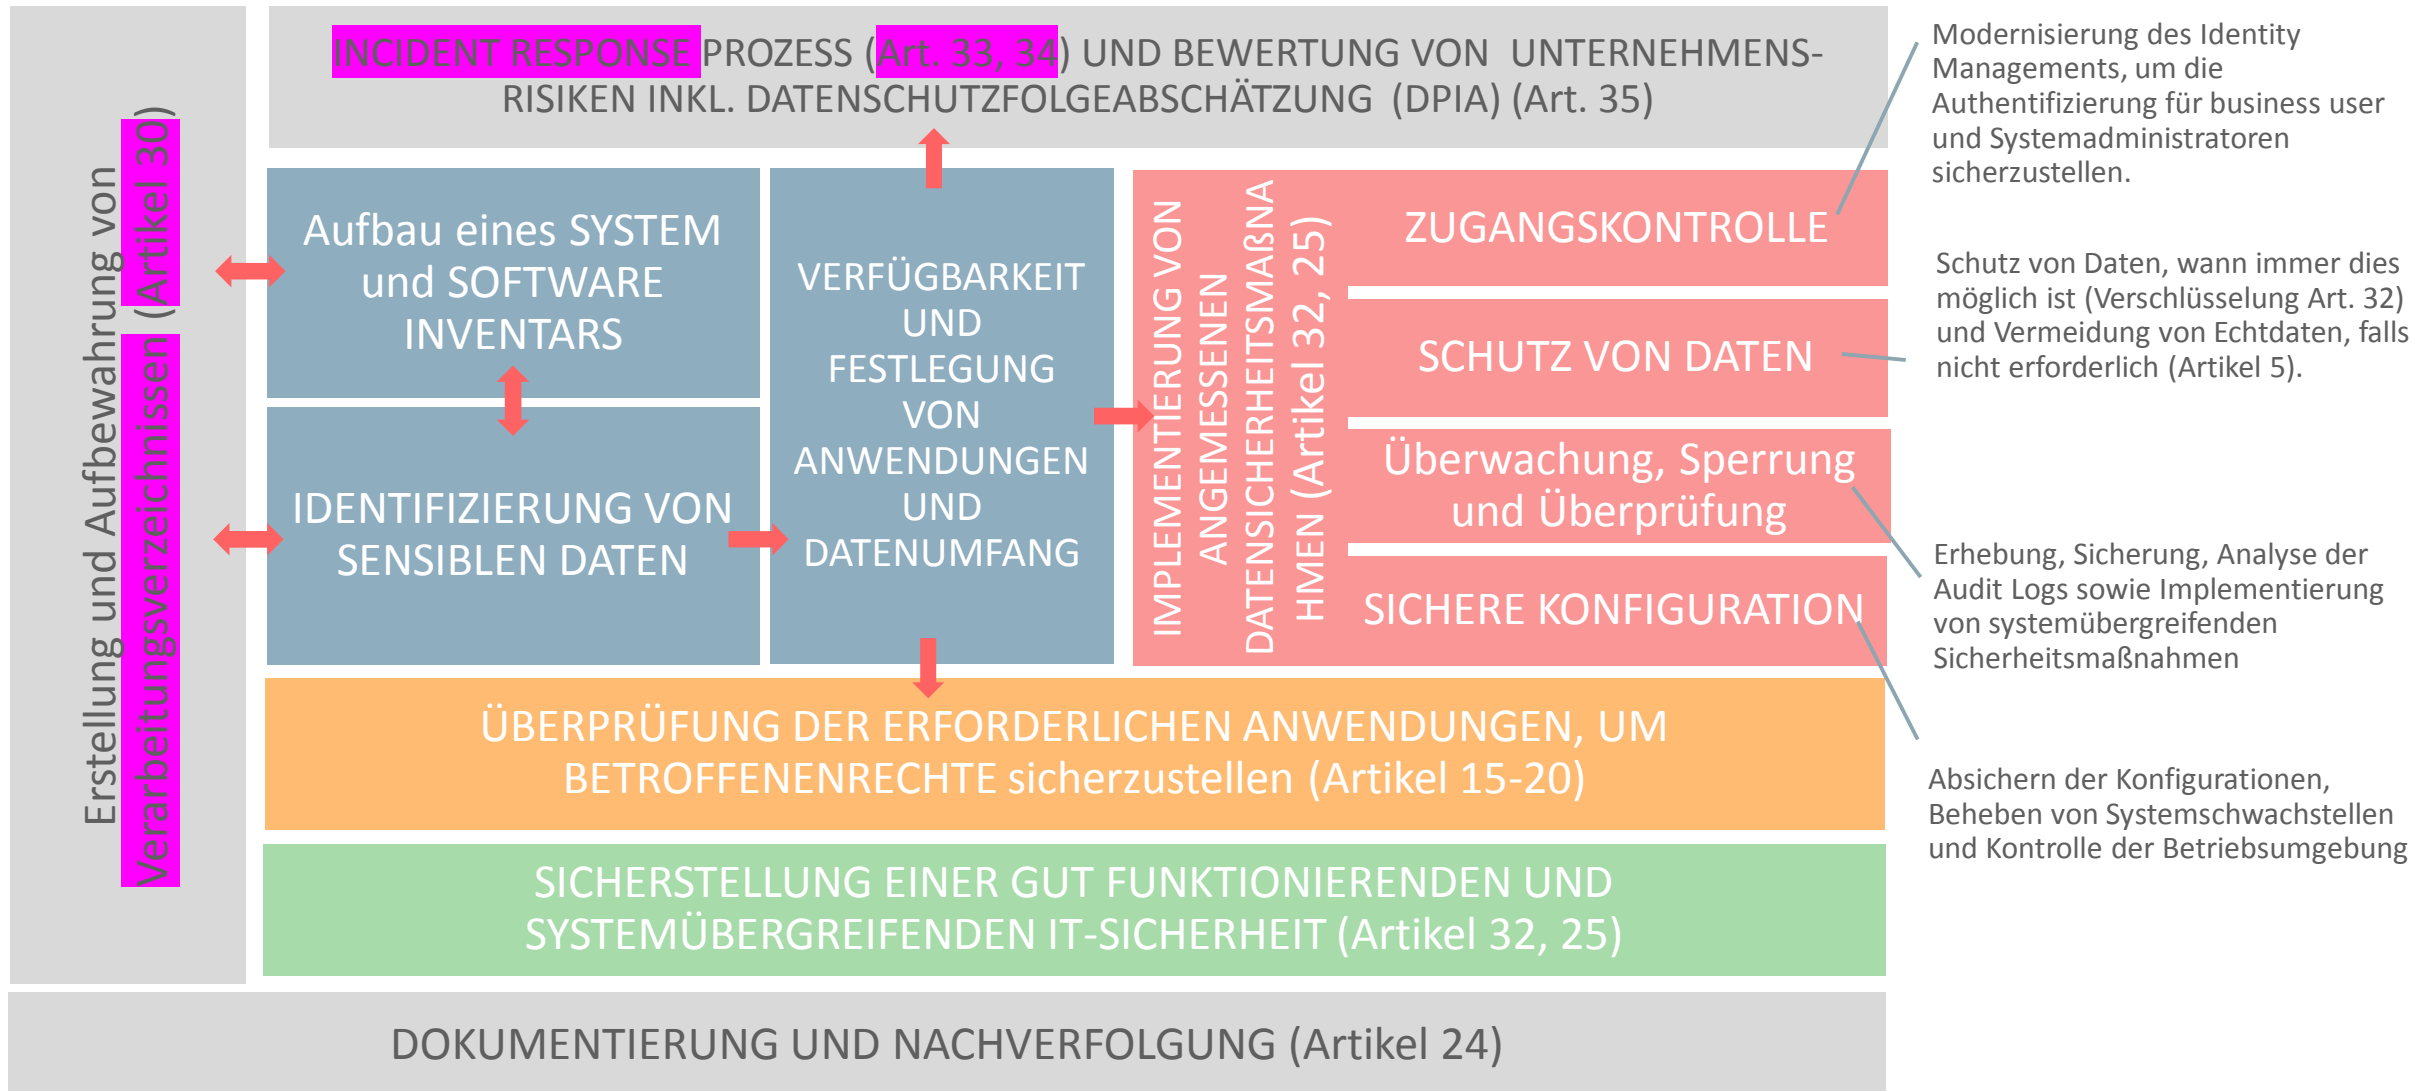 INCIDENT RESPONSE PROZESS (Art. 33, 34) UND BEWERTUNG VON UNTERNEHMENS-
RISIKEN INKL. DATENSCHUTZFOLGEABSCHÄTZUNG (DPIA) (Art. 35)
Erstellung und Aufbewahrung von
Verarbeitungsverzeichnissen (Artikel 30)
Aufbau eines SYSTEM
und SOFTWARE
INVENTARS
IDENTIFIZIERUNG VON
SENSIBLEN DATEN
VERFÜGBARKEIT
UND
FESTLEGUNG
VON
ANWENDUNGEN
UND
DATENUMFANG
IMPLEMENTIERUNG VON
ANGEMESSENEN
DATENSICHERHEITSMAßNA
HMEN (Artikel 32, 25)
ZUGANGSKONTROLLE
SCHUTZ VON DATEN
Überwachung, Sperrung
und Überprüfung
SICHERE KONFIGURATION
Modernisierung des Identity
Managements, um die
Authentifizierung für business user
und Systemadministratoren
sicherzustellen.
Schutz von Daten, wann immer dies
möglich ist (Verschlüsselung Art. 32)
und Vermeidung von Echtdaten, falls
nicht erforderlich (Artikel 5).
Erhebung, Sicherung, Analyse der
Audit Logs sowie Implementierung
von systemübergreifenden
Sicherheitsmaßnahmen
Absichern der Konfigurationen,
Beheben von Systemschwachstellen
und Kontrolle der Betriebsumgebung
ÜBERPRÜFUNG DER ERFORDERLICHEN ANWENDUNGEN, UM
BETROFFENENRECHTE sicherzustellen (Artikel 15-20)
SICHERSTELLUNG EINER GUT FUNKTIONIERENDEN UND
SYSTEMÜBERGREIFENDEN IT-SICHERHEIT (Artikel 32, 25)
DOKUMENTIERUNG UND NACHVERFOLGUNG (Artikel 24)